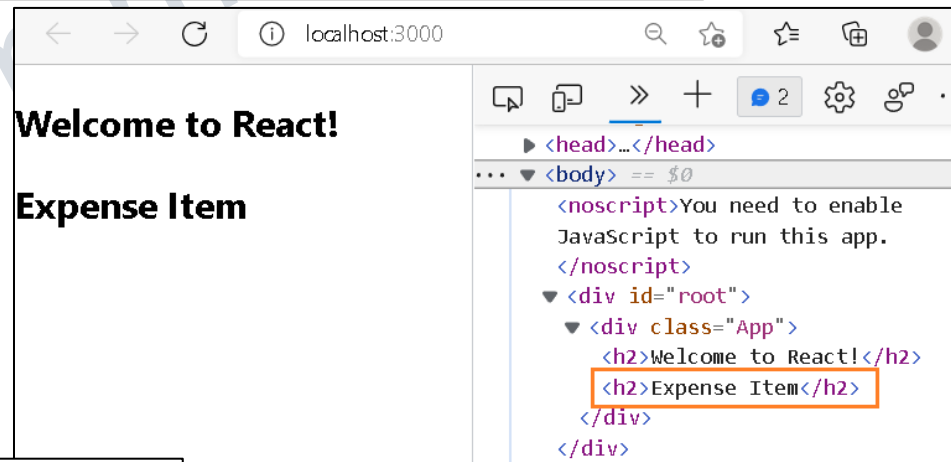 localhost:3000
2
Welcome to React!
Expense Item
<head>…</head>
··· <body> == $0
<noscript>You need to enable
JavaScript to run this app.
</noscript>
<div id="root">
<div class="App">
<h2>Welcome to React!</h2>
<h2>Expense Item</h2>
</div>
</div>